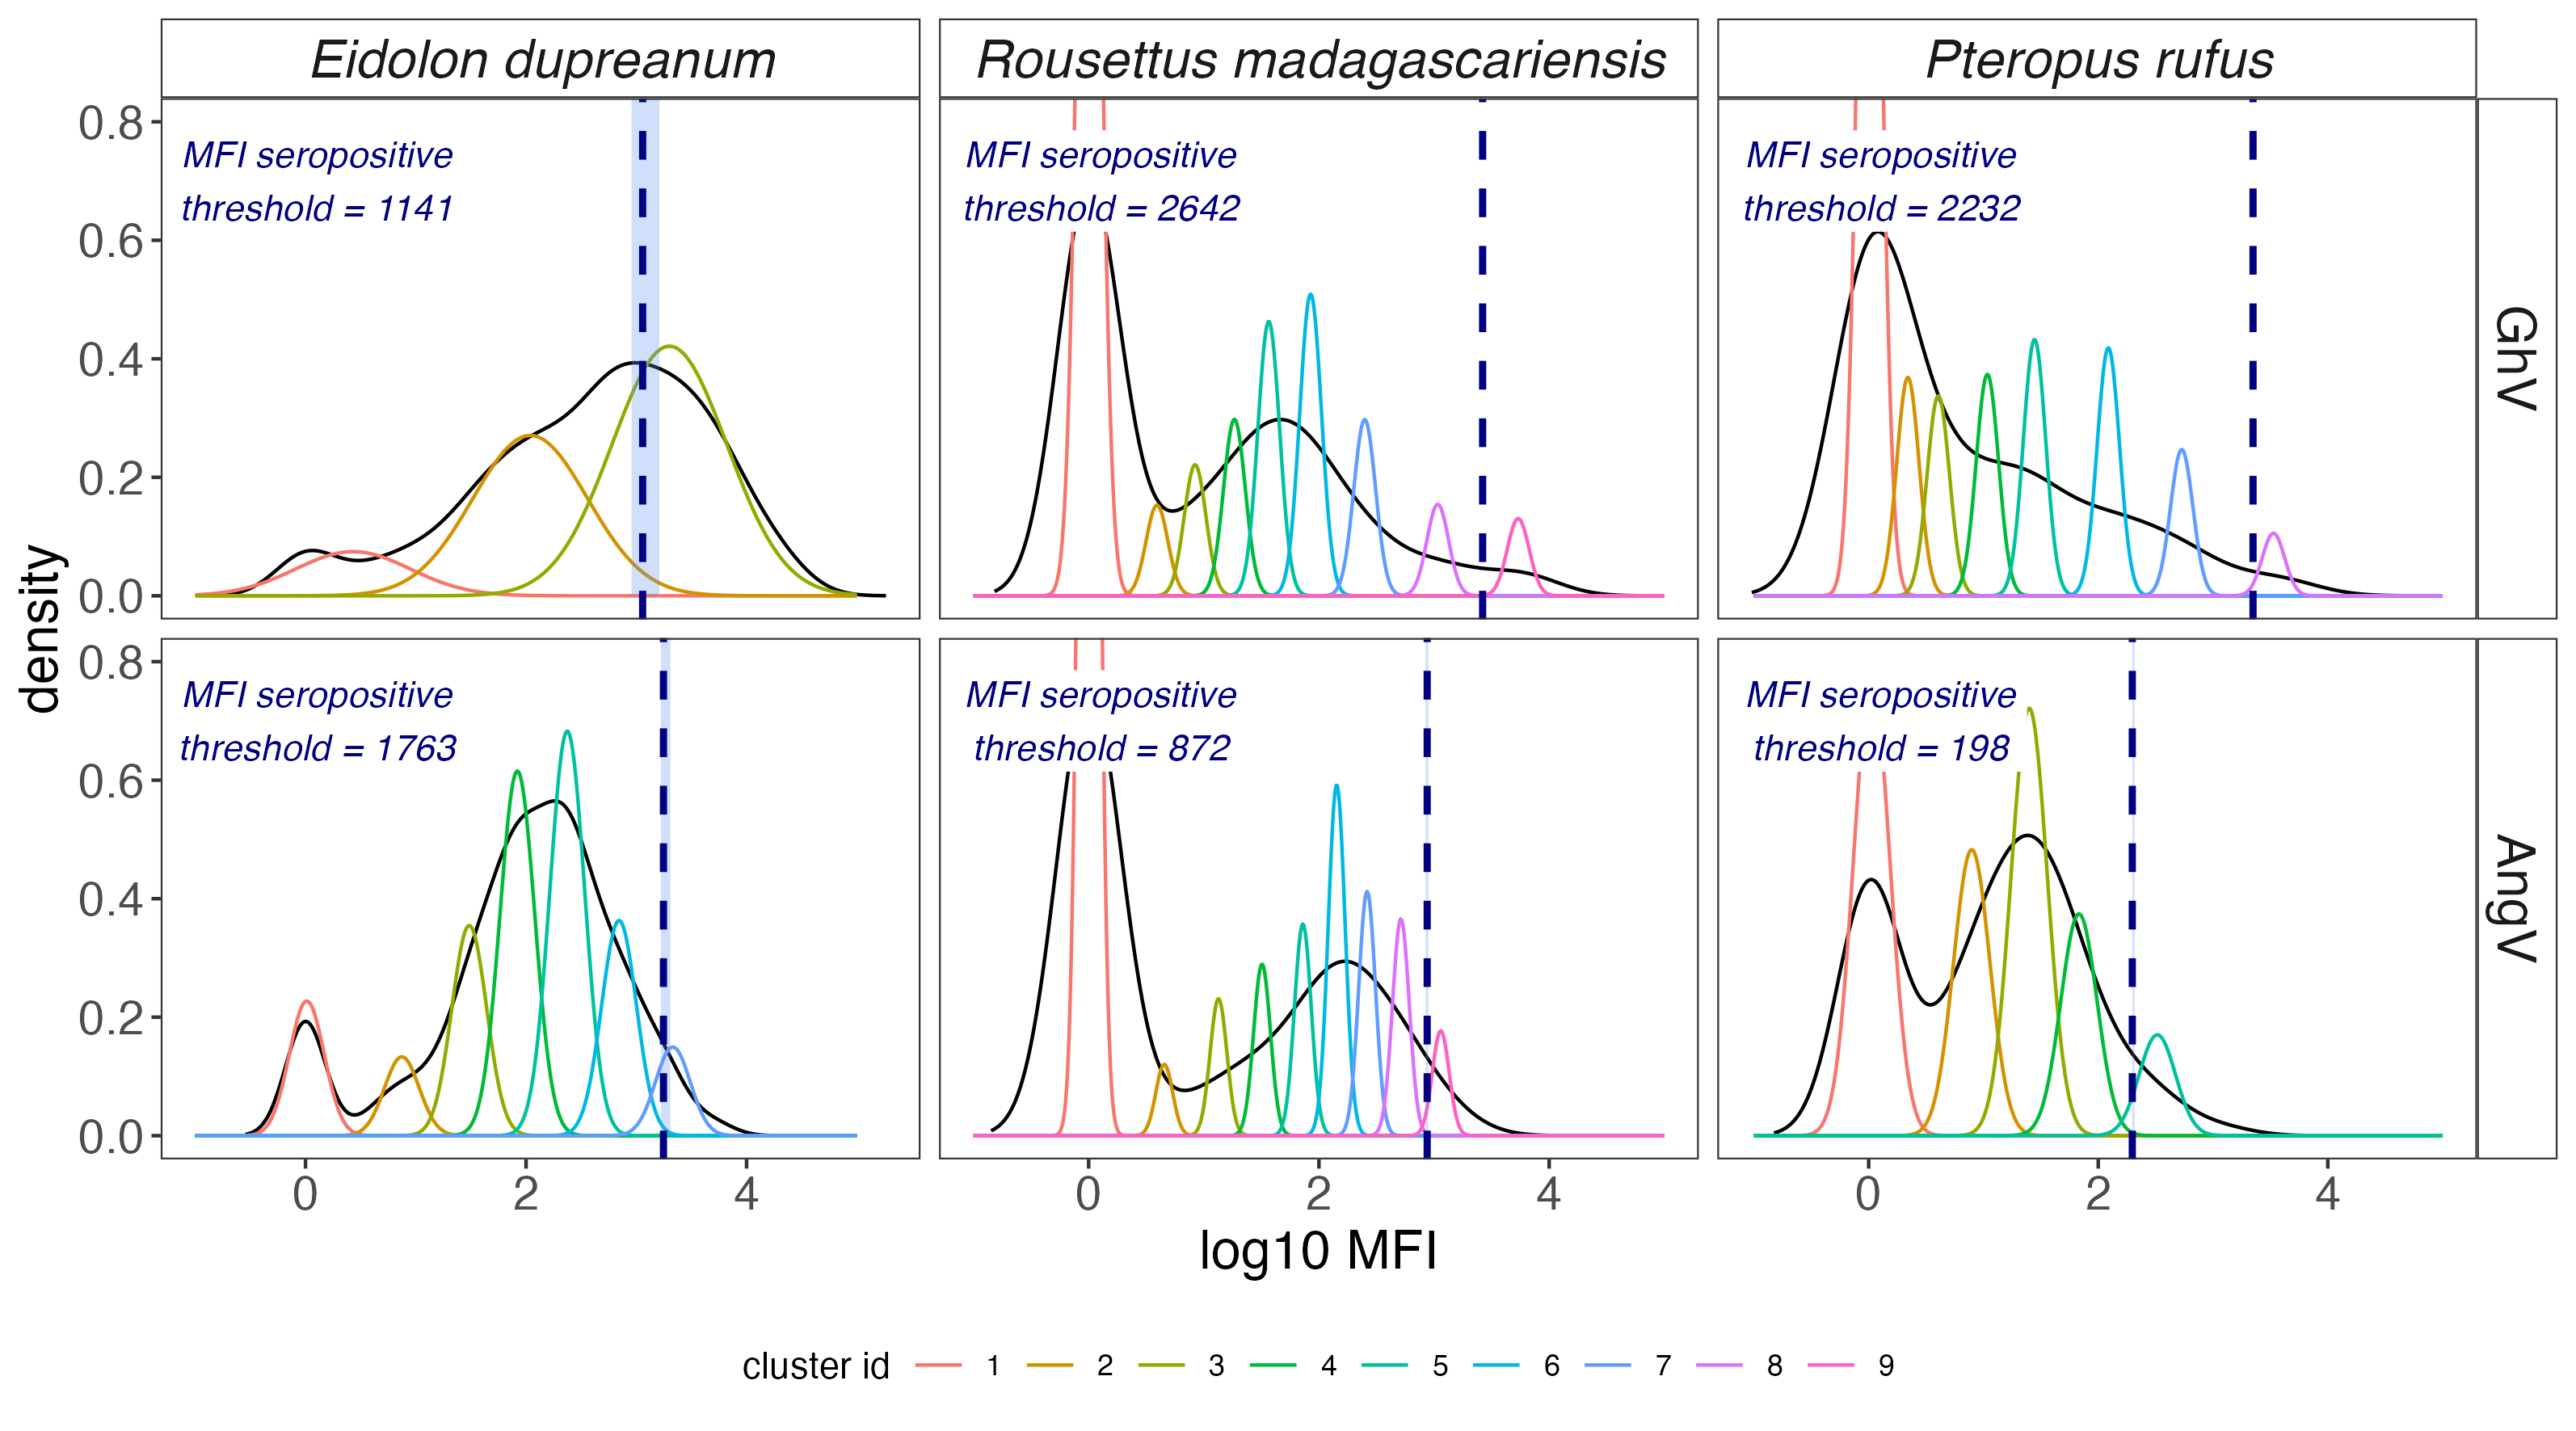 Eidolon dupreanum
Rousettus madagascariensis
Pteropus rufus
MFI seropositive
threshold = 1141
MFI seropositive
threshold = 2642
MFI seropositive
threshold = 2232
GhV
0.8
0.6
0.4
0.2
0.0
density
MFI seropositive
threshold = 1763
MFI seropositive
threshold = 872
MFI seropositive
threshold = 198
AngV
0.8
0.6
0.4
0.2
0.0
0 2 4
0 2 4
0 2 4
log10 MFI
cluster id 1 2 3 4 5 6 7 8 9